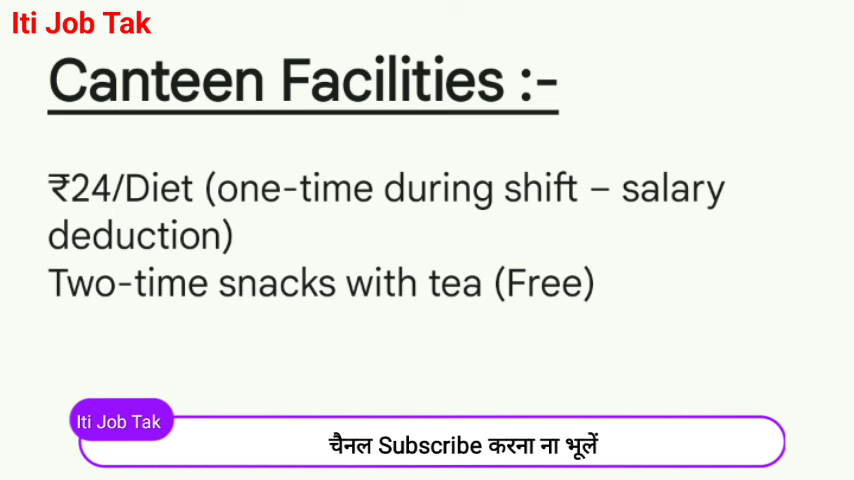 Iti Job Tak
Canteen Facilities :-
₹24/Diet (one-time during shift – salary
deduction)
Two-time snacks with tea (Free)
Iti Job Tak
चैनल Subscribe करना ना भूलें